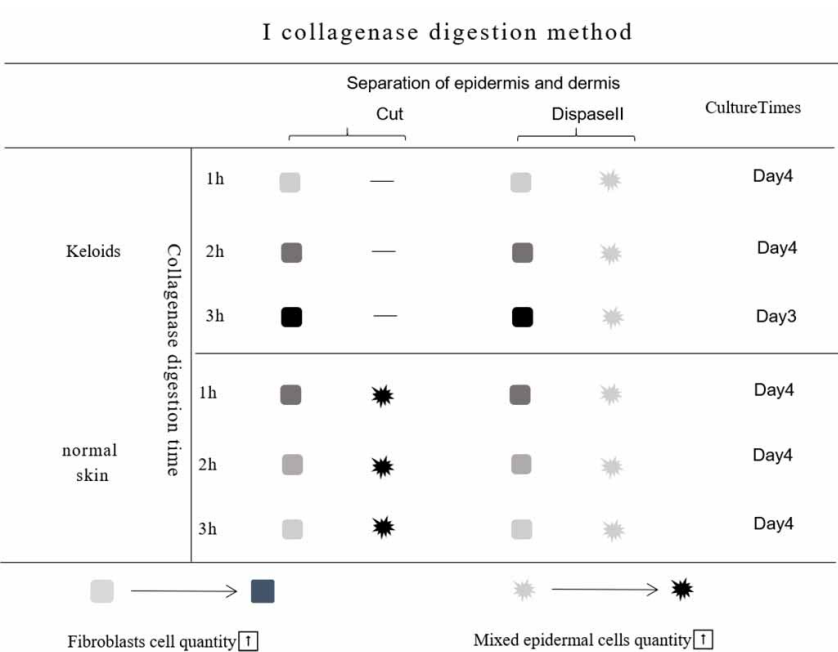 I collagenase digestion method
Separation of epidermis and dermis
Cut
DispaseII
CultureTimes
Keloids
normal
skin
Collagenase digestion time
1h
—
Day4
2h
—
Day4
3h
—
Day3
1h
Day4
2h
Day4
3h
Day4
Fibroblasts cell quantity↑
Mixed epidermal cells quantity↑